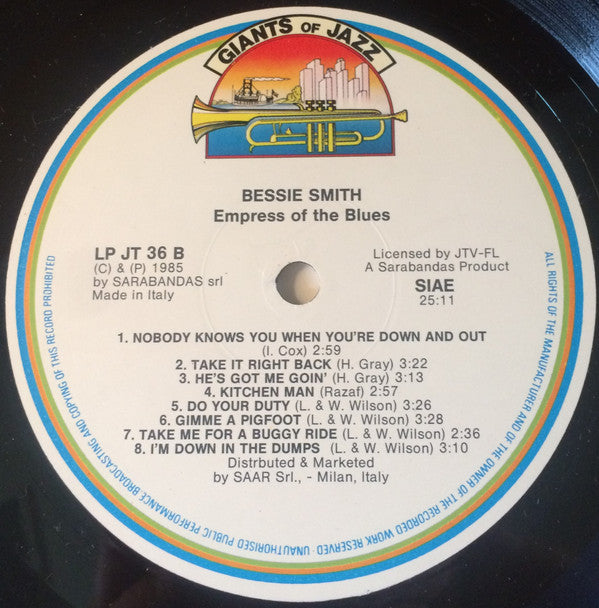 GIANTS OF JAZZ
BESSIE SMITH
Empress of the Blues
LP JT 36 B
(C) & (P) 1985
by SARABANDAS srl
Made in Italy
Licensed by JTV-FL
A Sarabandas Product
SIAE
25:11
1. NOBODY KNOWS YOU WHEN YOU'RE DOWN AND OUT
(I. Cox) 2:59
2. TAKE IT RIGHT BACK (H. Gray) 3:22
3. HE'S GOT ME GOIN' (H. Gray) 3:13
4. KITCHEN MAN (Razaf) 2:57
5. DO YOUR DUTY (L. & W. Wilson) 3:26
6. GIMME A PIGFOOT (L. & W. Wilson) 3:28
7. TAKE ME FOR A BUGGY RIDE (L. & W. Wilson) 2:36
8. I'M DOWN IN THE DUMPS (L. & W. Wilson) 3:10
Distrbuted & Marketed
by SAAR Srl., - Milan, Italy
ALL RIGHTS OF THE MANUFACTURER AND OF THE OWNER OF THE RECORDED WORK RESERVED - UNAUTHORISED PUBLIC PERFORMANCE BROADCASTING AND COPYING OF THIS RECORD PROHIBITED